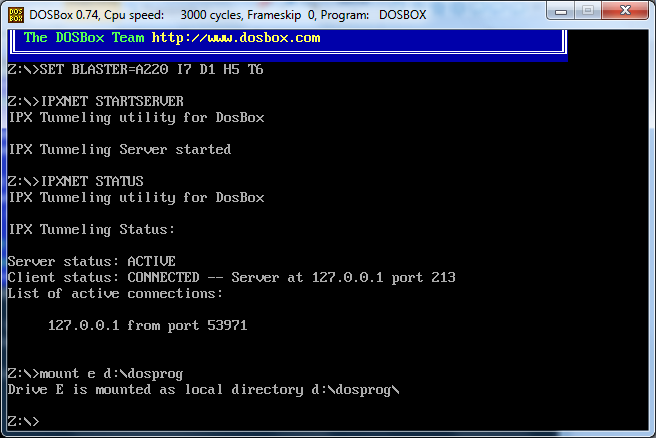 DOSBox 0.74, Cpu speed: 3000 cycles, Frameskip 0, Program: DOSBOX
The DOSBox Team http://www.dosbox.com
Z:\>SET BLASTER=A220 I7 D1 H5 T6
Z:\>IPXNET STARTSERVER
IPX Tunneling utility for DosBox
IPX Tunneling Server started
Z:\>IPXNET STATUS
IPX Tunneling utility for DosBox
IPX Tunneling Status:
Server status: ACTIVE
Client status: CONNECTED -- Server at 127.0.0.1 port 213
List of active connections:
127.0.0.1 from port 53971
Z:\>mount e d:\dosprog
Drive E is mounted as local directory d:\dosprog\
Z:\>